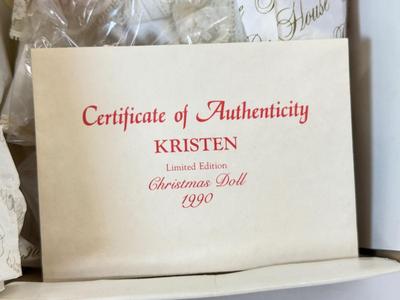 House
Certificate of Authenticity
KRISTEN
Limited Edition
Christmas Doll
1990